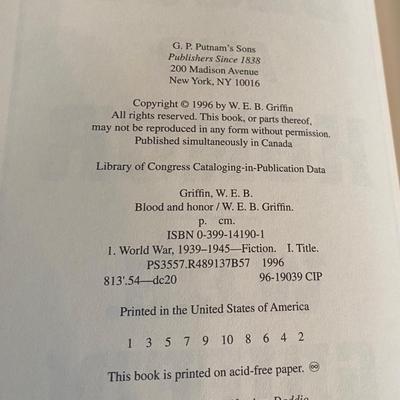 G. P. Putnam's Sons
Publishers Since 1838
200 Madison Avenue
New York, NY 10016
Copyright © 1996 by W. E. B. Griffin
All rights reserved. This book, or parts thereof,
may not be reproduced in any form without permission.
Published simultaneously in Canada
Library of Congress Cataloging-in-Publication Data
Griffin, W. E. B.
Blood and honor / W. E. B. Griffin.
p. cm.
ISBN 0-399-14190-1
1. World War, 1939–1945—Fiction. I. Title.
PS3557.R489137B57 1996
813'.54—dc20 96-19039 CIP
Printed in the United States of America
1 3 5 7 9 10 8 6 4 2
This book is printed on acid-free paper. ♾